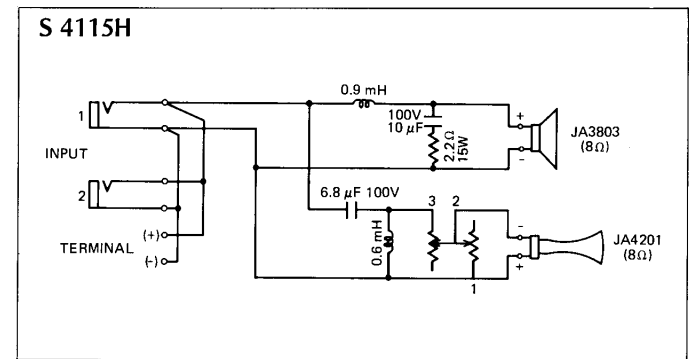 S 4115H
0.9 mH
1
100V
10 µF
2.2Ω
15W
+
-
JA3803
(8Ω)
INPUT
2
6.8 µF 100V
3 2
0.6 mH
-
+
JA4201
(8Ω)
TERMINAL
(+)
(-)
1